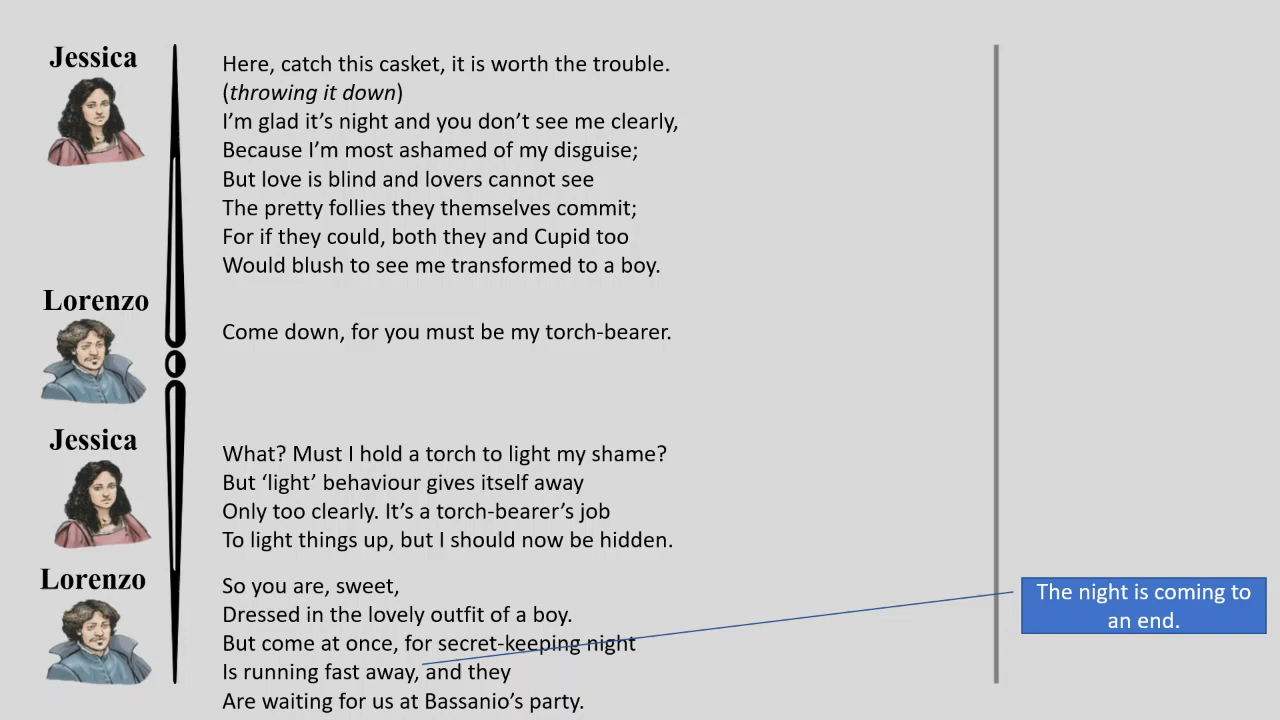 Jessica
Here, catch this casket, it is worth the trouble.
(throwing it down)
I'm glad it's night and you don't see me clearly,
Because I'm most ashamed of my disguise;
But love is blind and lovers cannot see
The pretty follies they themselves commit;
For if they could, both they and Cupid too
Would blush to see me transformed to a boy.
Lorenzo
Come down, for you must be my torch-bearer.
Jessica
What? Must I hold a torch to light my shame?
But ‘light’ behaviour gives itself away
Only too clearly. It's a torch-bearer's job
To light things up, but I should now be hidden.
Lorenzo
So you are, sweet,
Dressed in the lovely outfit of a boy.
But come at once, for secret-keeping night
Is running fast away, and they
Are waiting for us at Bassanio's party.
The night is coming to
an end.